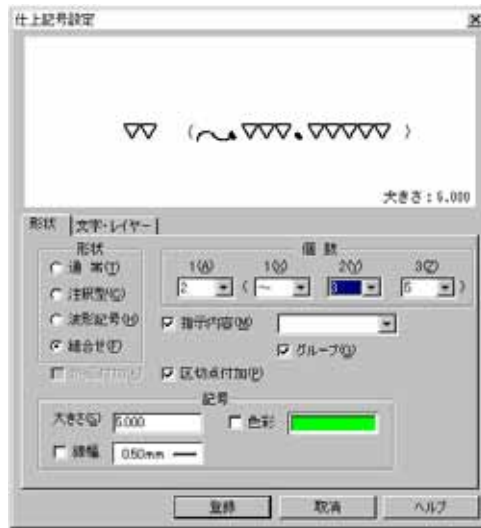 仕上記号設定
大きさ：5.000
形状 文字・レイヤー
形状
通 常(T)
注釈型(C)
波形記号(H)
組合せ(F)
個 数
1(A) 1(X) 2(Y) 3(Z)
2 ( ～ 3 5 )
指示内容(M)
グループ(Q)
区切点付加(P)
記号
大きさ(S) 5.000 色彩
線幅 0.50mm
登録 取消 ヘルプ